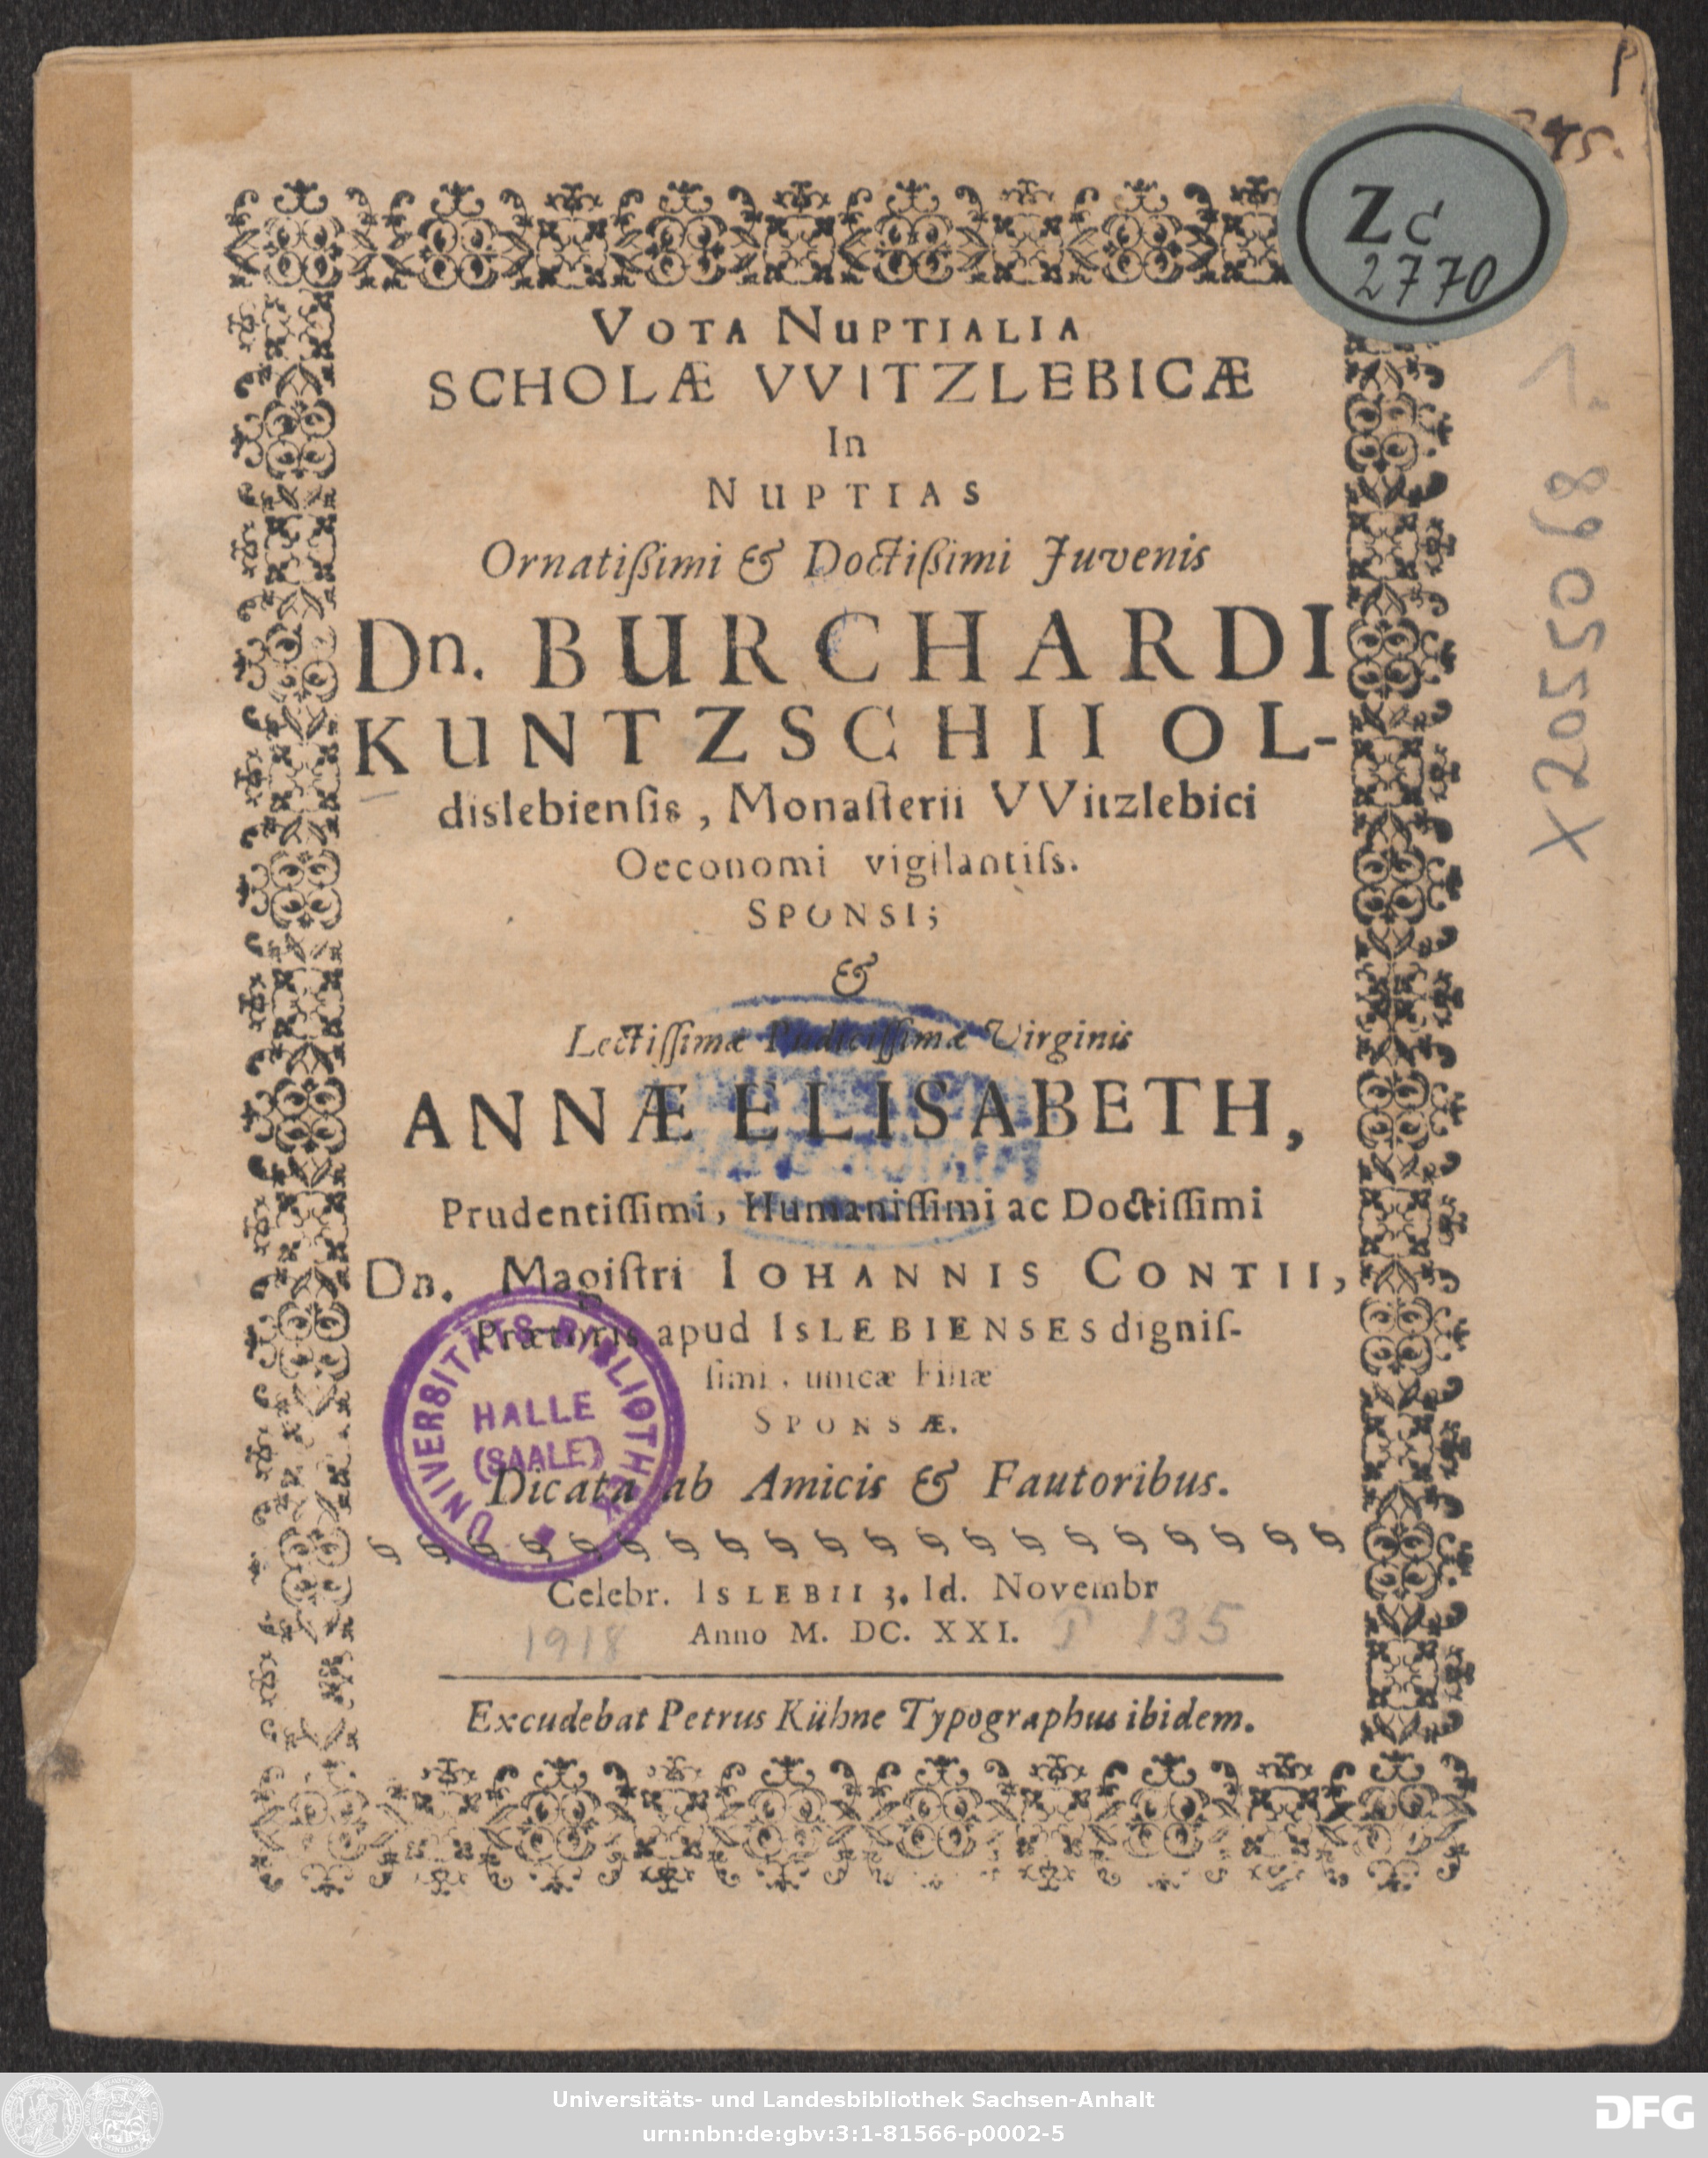 P
Zc
2770
VOTA NUPTIALIA
SCHOLÆ VVITZLEBICÆ
In
NUPTIAS
Ornatißimi & Doctißimi Juvenis
Dn. BURCHARDI
KUNTZSCHII OL-
dislebienſis, Monaſterii VVitzlebici
Oeconomi vigilantiſs.
SPONSI;
&
Lectiſſimæ Pudiciſſimæ Virginis
ANNÆ ELISABETH,
Prudentiſſimi, Humaniſſimi ac Doctiſſimi
Dn. Magiſtri IOHANNIS CONTII,
Prætoris apud ISLEBIENSES digniſ-
ſimi, unicæ Filiæ
SPONSÆ.
Dicata ab Amicis & Fautoribus.
Celebr. ISLEBII 3. Id. Novembr
Anno M. DC. XXI.
1918
P 135
Excudebat Petrus Kühne Typographus ibidem.
X2025068
UNIVERSITÄTS-BIBLIOTHEK
HALLE
(SAALE)
Universitäts- und Landesbibliothek Sachsen-Anhalt
urn:nbn:de:gbv:3:1-81566-p0002-5
DFG